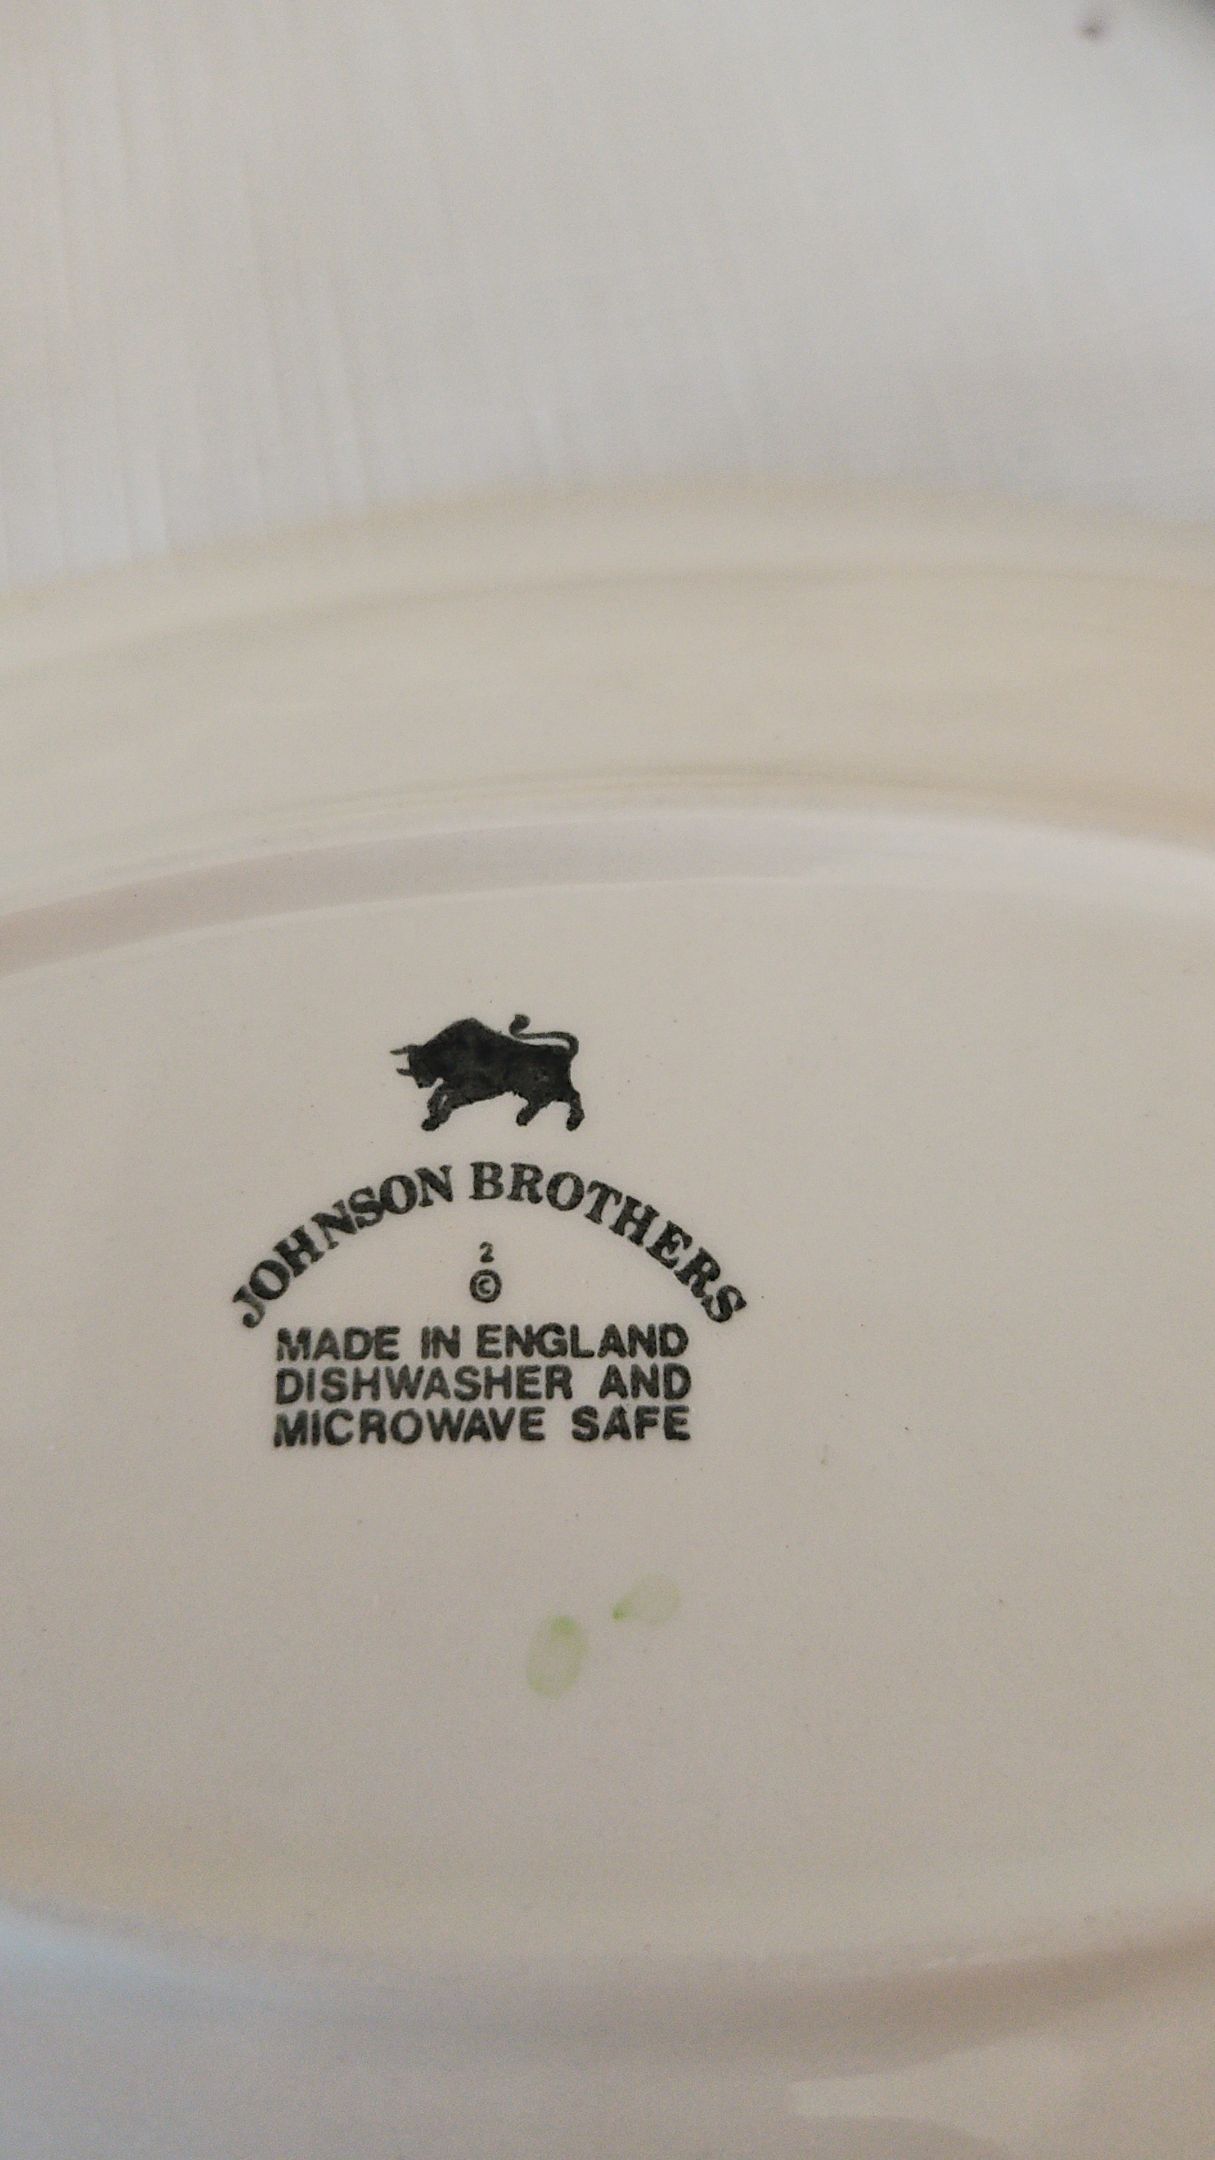 JOHNSON BROTHERS
2
©
MADE IN ENGLAND
DISHWASHER AND
MICROWAVE SAFE